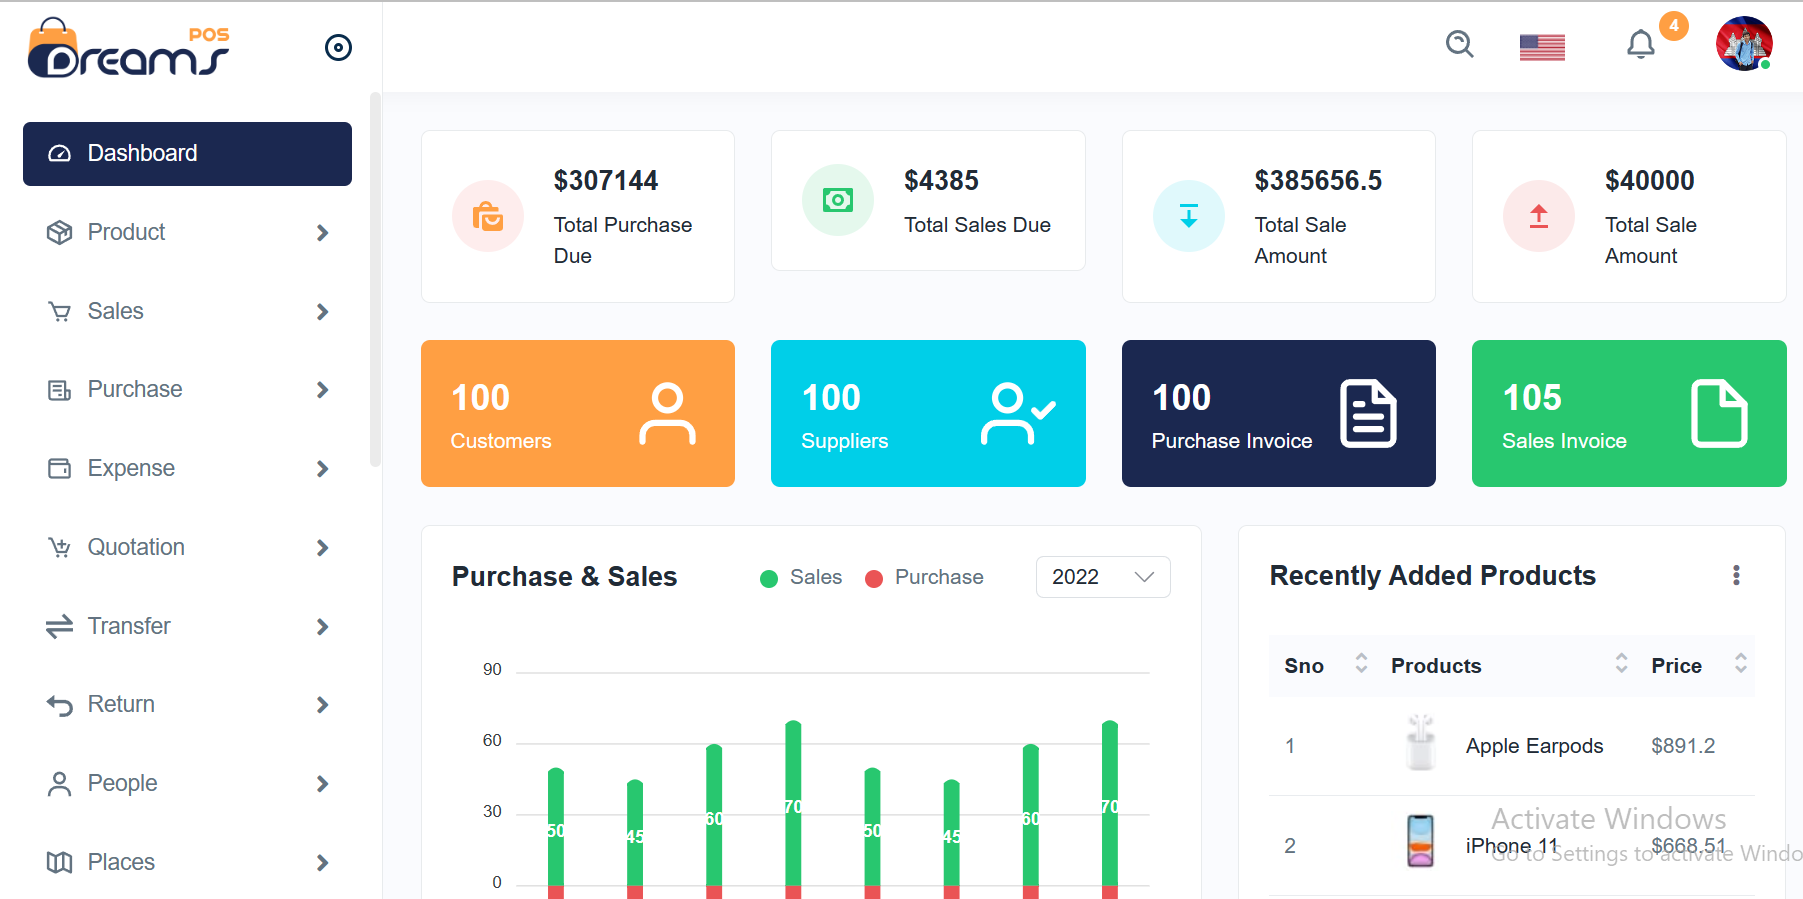 POS
Dreams
4
Dashboard
Product
Sales
Purchase
Expense
Quotation
Transfer
Return
People
Places
$307144
Total Purchase
Due
$4385
Total Sales Due
$385656.5
Total Sale
Amount
$40000
Total Sale
Amount
100
Customers
100
Suppliers
100
Purchase Invoice
105
Sales Invoice
Purchase & Sales
Sales
Purchase
2022
90
60
30
0
50
45
60
70
50
45
60
70
Recently Added Products
Sno
Products
Price
1
Apple Earpods
$891.2
2
iPhone 11
$668.51
Activate Windows
Go to Settings to activate Windo